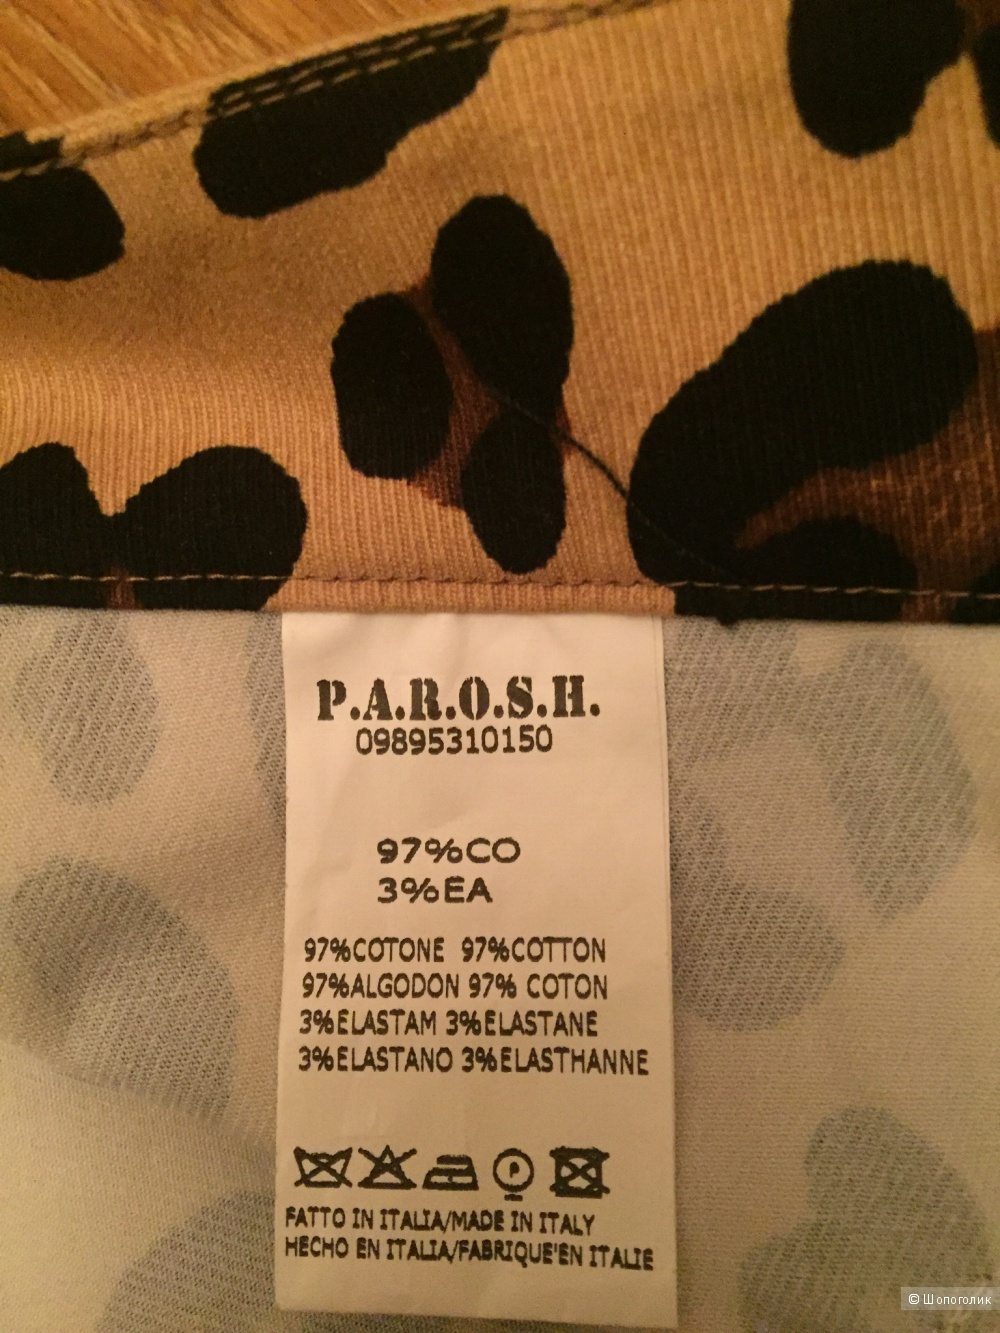 P.A.R.O.S.H.
09895310150
97%CO
3%EA
97%COTONE 97%COTTON
97%ALGODON 97% COTON
3%ELASTAM 3%ELASTANE
3%ELASTANO 3%ELASTHANNE
P
FATTO IN ITALIA/MADE IN ITALY
HECHO EN ITALIA/FABRIQUE'EN ITALIE
© Шопоголик